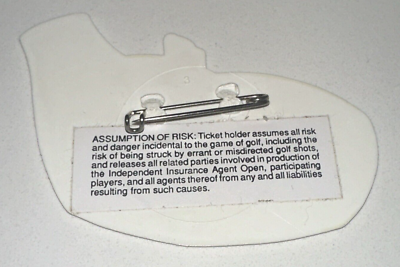 ASSUMPTION OF RISK: Ticket holder assumes all risk
and danger incidental to the game of golf, including the
risk of being struck by errant or misdirected golf shots,
and releases all related parties involved in production of
the Independent Insurance Agent Open, participating
players, and all agents thereof from any and all liabilities
resulting from such causes.